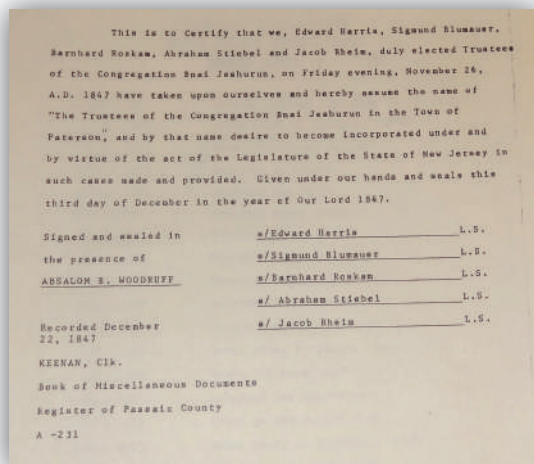 This is to Certify that we, Edward Harris, Sigmund Blumauer,
Barnhard Roskam, Abraham Stiebel and Jacob Rheim, duly elected Trustees
of the Congregation Bnai Jeshurun, on Friday evening, November 26,
A.D. 1847 have taken upon ourselves and hereby assume the name of
"The Trustees of the Congregation Bnai Jeshurun in the Town of
Paterson", and by that name desire to become incorporated under and
by virtue of the act of the Legislature of the State of New Jersey in
such cases made and provided. Given under our hands and seals this
third day of December in the year of Our Lord 1847.
Signed and sealed in
the presence of
ABSALOM B. WOODRUFF
s/Edward Harris L.S.
s/Sigmund Blumauer L.S.
s/Barnhard Roskam L.S.
s/ Abraham Stiebel L.S.
s/ Jacob Rheim L.S.
Recorded December
22, 1847
KEENAN, Clk.
Book of Miscellaneous Documents
Register of Passaic County
A -231